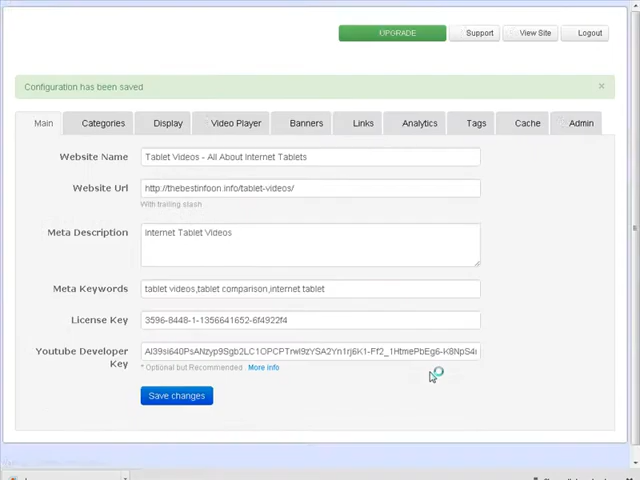 UPGRADE Support View Site Logout
Configuration has been saved ×
Main Categories Display Video Player Banners Links Analytics Tags Cache Admin
Website Name Tablet Videos - All About Internet Tablets
Website Url http://thebestinfoon.info/tablet-videos/
With trailing slash
Meta Description Internet Tablet Videos
Meta Keywords tablet videos,tablet comparison,internet tablet
License Key 3596-8448-1-1356641652-6f4922f4
Youtube Developer
Key
* Optional but Recommended More info
Save changes